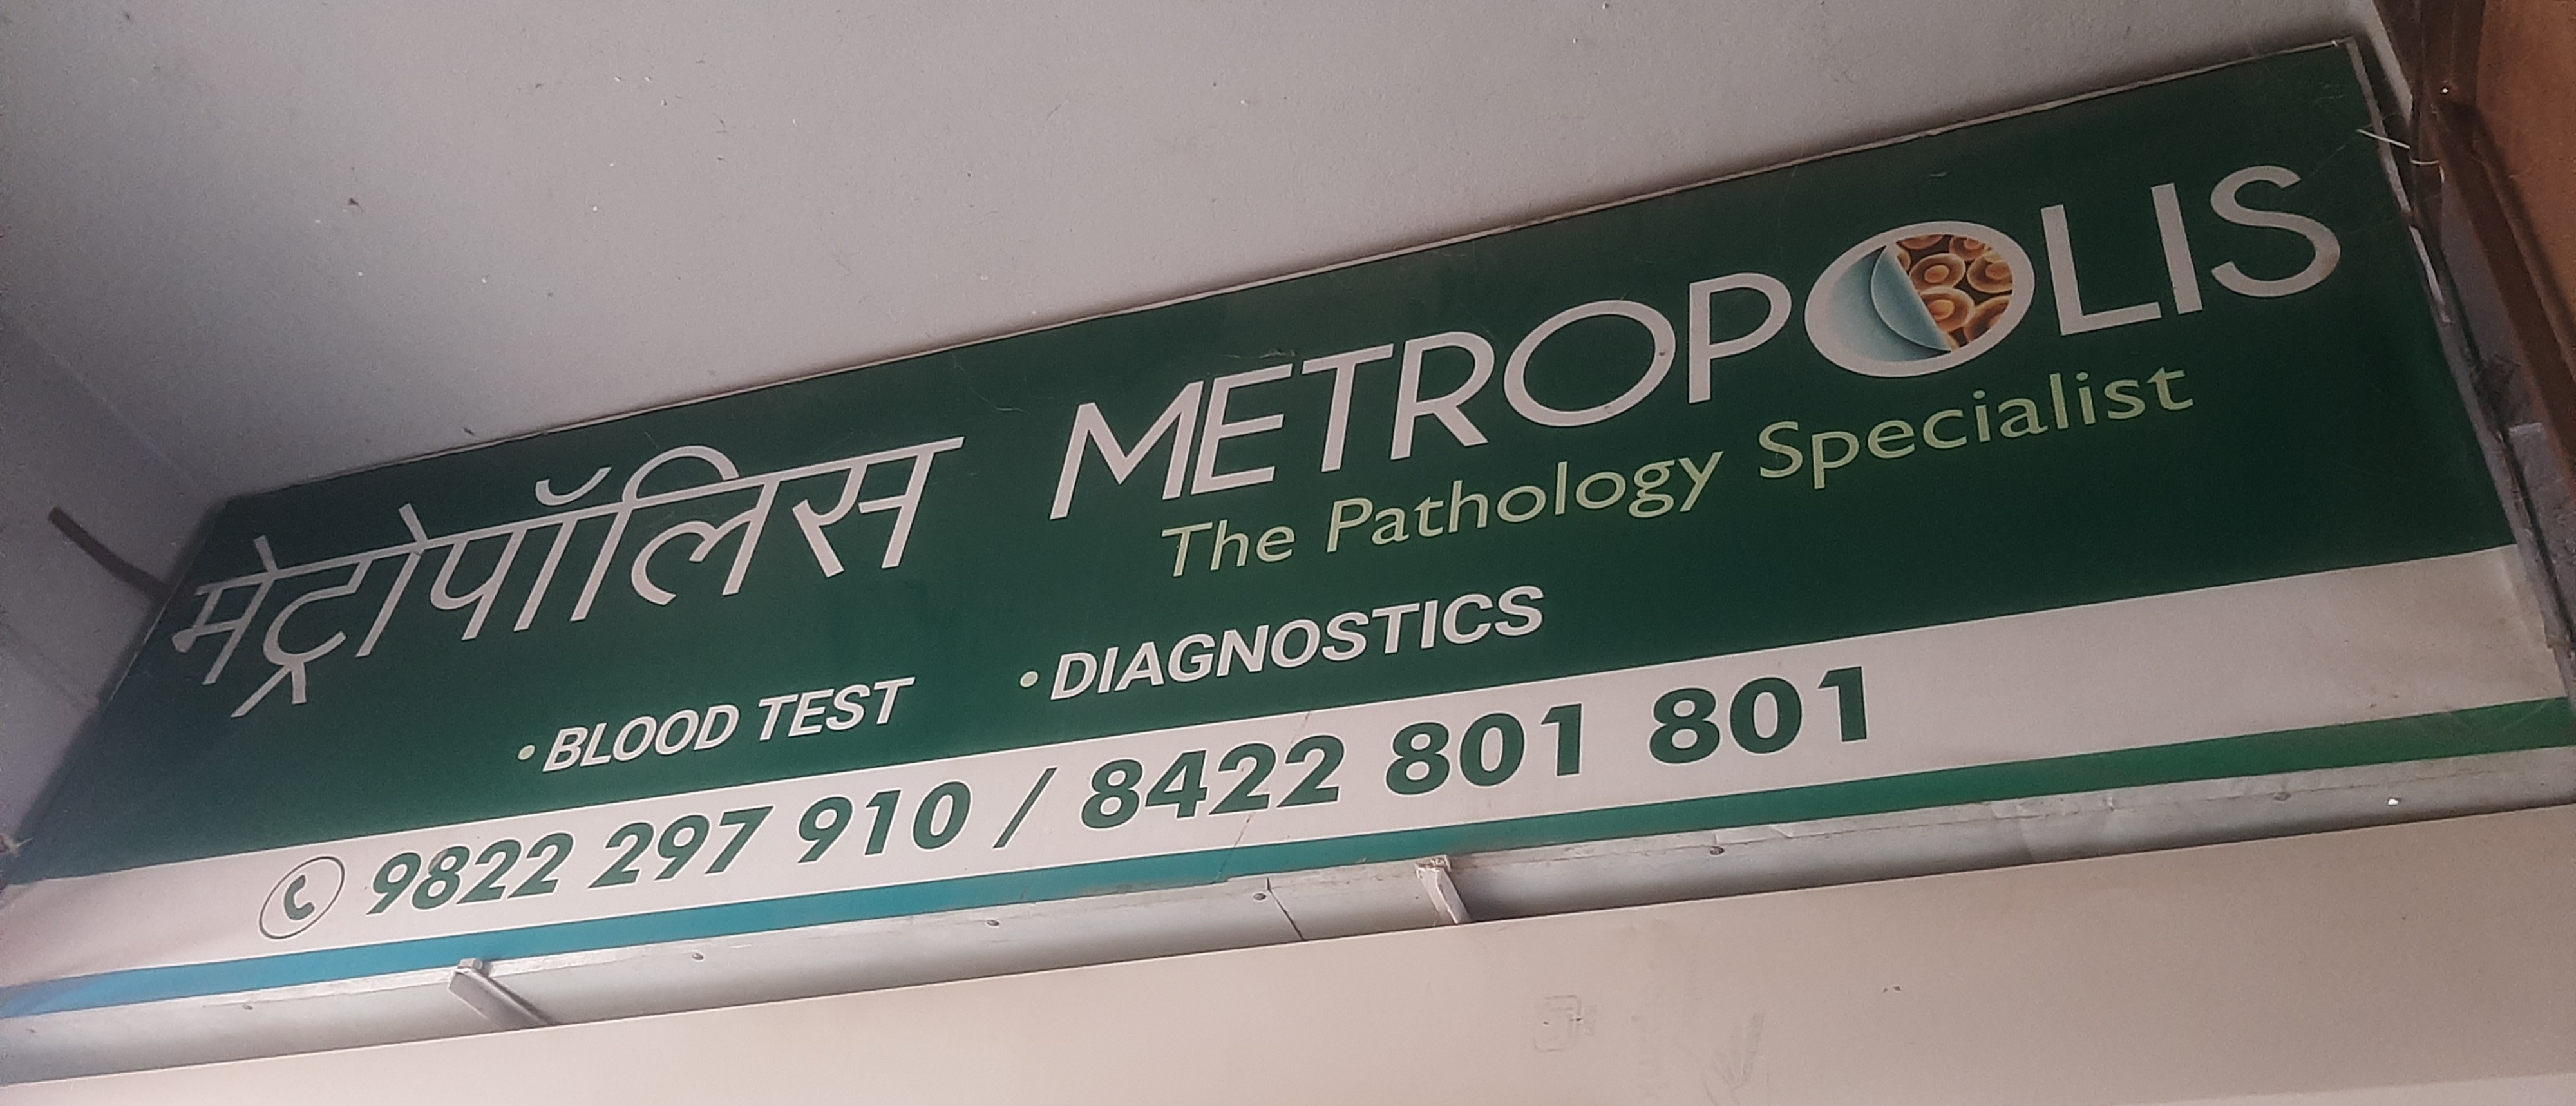 मेट्रोपॉलिस METROPOLIS
The Pathology Specialist
•BLOOD TEST •DIAGNOSTICS
9822 297 910 / 8422 801 801